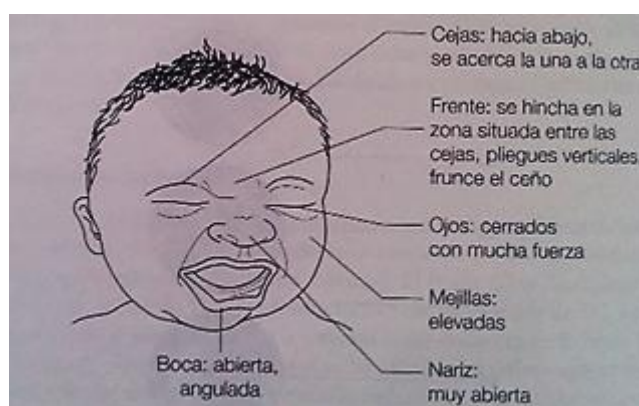 Cejas: hacia abajo,
se acerca la una a la otra
Frente: se hincha en la
zona situada entre las
cejas, pliegues verticales
frunce el ceño
Ojos: cerrados
con mucha fuerza
Mejillas:
elevadas
Nariz:
muy abierta
Boca: abierta,
angulada